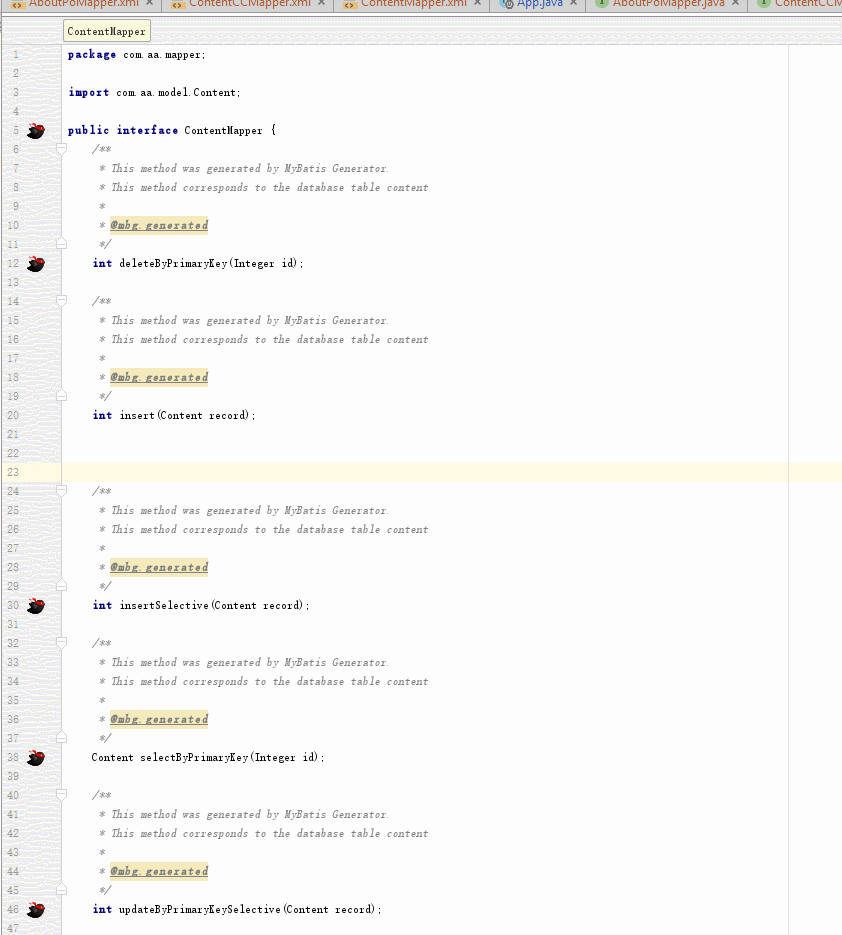 AboutPoiMapper.xml ContentCCMapper.xml ContentMapper.xml App.java AboutPoiMapper.java ContentCCM
ContentMapper
1 package com.aa.mapper;
2
3 import com.aa.model.Content;
4
5 public interface ContentMapper {
6 /**
7 * This method was generated by MyBatis Generator.
8 * This method corresponds to the database table content
9 *
10 * @mbg.generated
11 */
12 int deleteByPrimaryKey(Integer id);
13
14 /**
15 * This method was generated by MyBatis Generator.
16 * This method corresponds to the database table content
17 *
18 * @mbg.generated
19 */
20 int insert(Content record);
21
22
23
24 /**
25 * This method was generated by MyBatis Generator.
26 * This method corresponds to the database table content
27 *
28 * @mbg.generated
29 */
30 int insertSelective(Content record);
31
32 /**
33 * This method was generated by MyBatis Generator.
34 * This method corresponds to the database table content
35 *
36 * @mbg.generated
37 */
38 Content selectByPrimaryKey(Integer id);
39
40 /**
41 * This method was generated by MyBatis Generator.
42 * This method corresponds to the database table content
43 *
44 * @mbg.generated
45 */
46 int updateByPrimaryKeySelective(Content record);
47